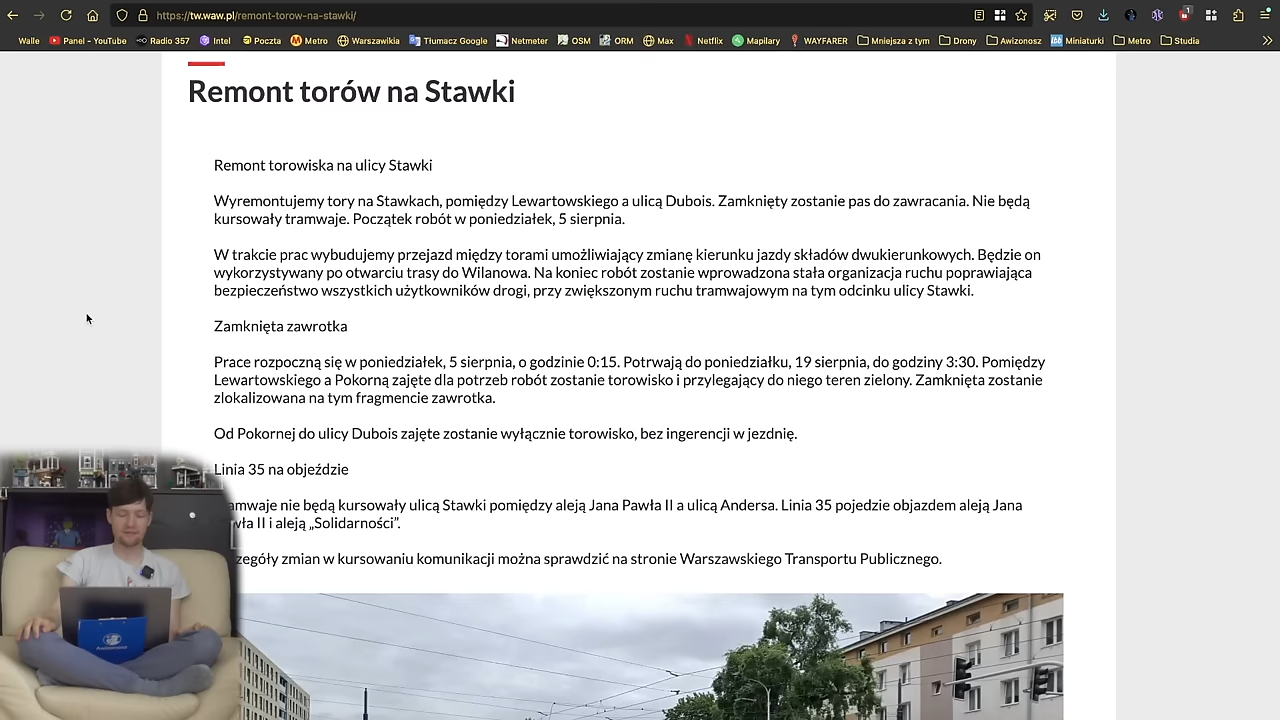 https://tw.waw.pl/remont-torow-na-stawki/
1
Walle
Panel - YouTube
Radio 357
Intel
Poczta
Metro
Warszawikia
Tłumacz Google
Netmeter
OSM
ORM
Max
Netflix
Mapilary
WAYFARER
Mniejsza z tym
Drony
Awizonosz
Miniaturki
Metro
Studia
Remont torów na Stawki
Remont torowiska na ulicy Stawki
Wyremontujemy tory na Stawkach, pomiędzy Lewartowskiego a ulicą Dubois. Zamknięty zostanie pas do zawracania. Nie będą
kursowały tramwaje. Początek robót w poniedziałek, 5 sierpnia.
W trakcie prac wybudujemy przejazd między torami umożliwiający zmianę kierunku jazdy składów dwukierunkowych. Będzie on
wykorzystywany po otwarciu trasy do Wilanowa. Na koniec robót zostanie wprowadzona stała organizacja ruchu poprawiająca
bezpieczeństwo wszystkich użytkowników drogi, przy zwiększonym ruchu tramwajowym na tym odcinku ulicy Stawki.
Zamknięta zawrotka
Prace rozpoczną się w poniedziałek, 5 sierpnia, o godzinie 0:15. Potrwają do poniedziałku, 19 sierpnia, do godziny 3:30. Pomiędzy
Lewartowskiego a Pokorną zajęte dla potrzeb robót zostanie torowisko i przylegający do niego teren zielony. Zamknięta zostanie
zlokalizowana na tym fragmencie zawrotka.
Od Pokornej do ulicy Dubois zajęte zostanie wyłącznie torowisko, bez ingerencji w jezdnię.
Linia 35 na objeździe
amwaje nie będą kursowały ulicą Stawki pomiędzy aleją Jana Pawła II a ulicą Andersa. Linia 35 pojedzie objazdem aleją Jana
wła II i aleją „Solidarności”.
zegóły zmian w kursowaniu komunikacji można sprawdzić na stronie Warszawskiego Transportu Publicznego.